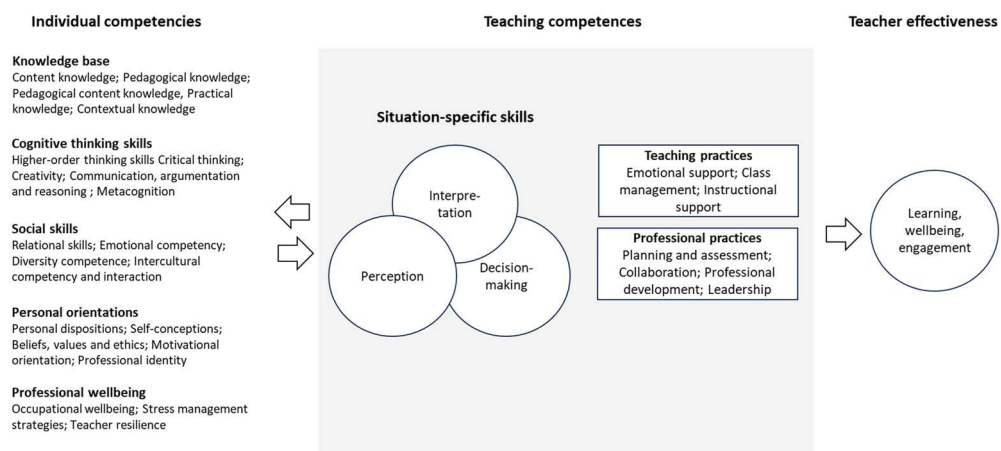 Individual competencies
Teaching competences
Teacher effectiveness
Knowledge base
Content knowledge; Pedagogical knowledge;
Pedagogical content knowledge, Practical
knowledge; Contextual knowledge
Cognitive thinking skills
Higher-order thinking skills Critical thinking;
Creativity; Communication, argumentation
and reasoning ; Metacognition
Social skills
Relational skills; Emotional competency;
Diversity competence; Intercultural
competency and interaction
Personal orientations
Personal dispositions; Self-conceptions;
Beliefs, values and ethics; Motivational
orientation; Professional identity
Professional wellbeing
Occupational wellbeing; Stress management
strategies; Teacher resilience
Situation-specific skills
Interpre-
tation
Perception
Decision-
making
Teaching practices
Emotional support; Class
management; Instructional
support
Professional practices
Planning and assessment;
Collaboration; Professional
development; Leadership
Learning,
wellbeing,
engagement